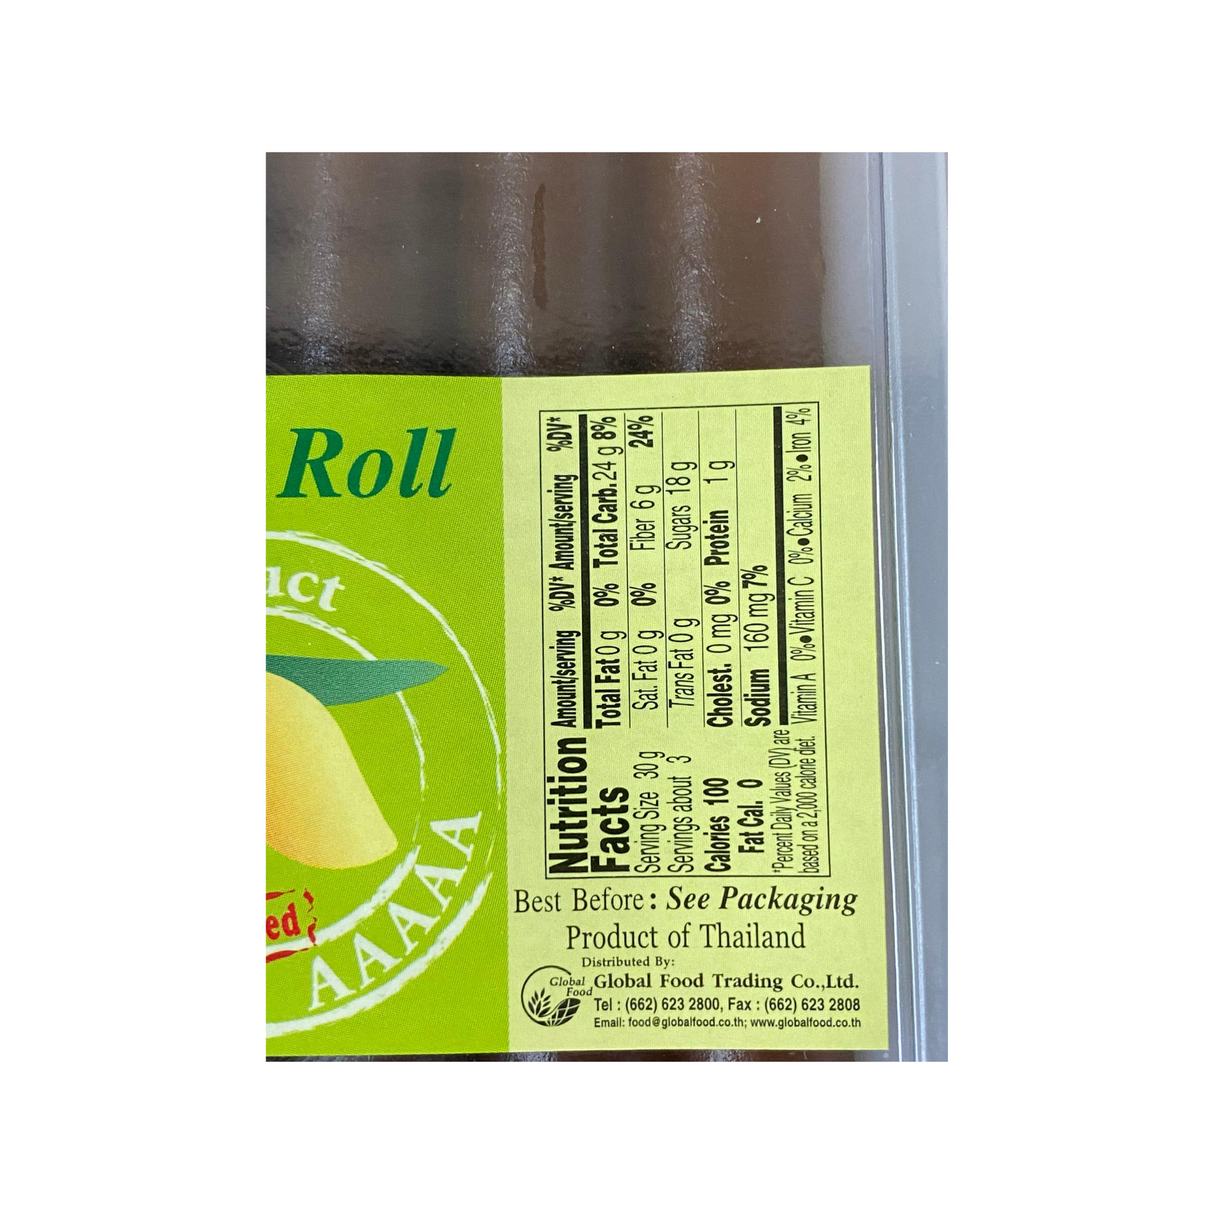 Roll
AAAAA
Nutrition
Facts
Serving Size 30 g
Servings about 3
Calories 100
Fat Cal. 0
*Percent Daily Values (DV) are
based on a 2,000 calorie diet.
Amount/serving %DV* Amount/serving %DV*
Total Fat 0 g 0% Total Carb. 24 g 8%
Sat. Fat 0 g 0% Fiber 6 g 24%
Trans Fat 0 g Sugars 18 g
Cholest. 0 mg 0% Protein 1 g
Sodium 160 mg 7%
Vitamin A 0%●Vitamin C 0%●Calcium 2%●Iron 4%
Best Before: See Packaging
Product of Thailand
Distributed By:
Global
Food
Global Food Trading Co.,Ltd.
Tel : (662) 623 2800, Fax : (662) 623 2808
Email: food@globalfood.co.th; www.globalfood.co.th